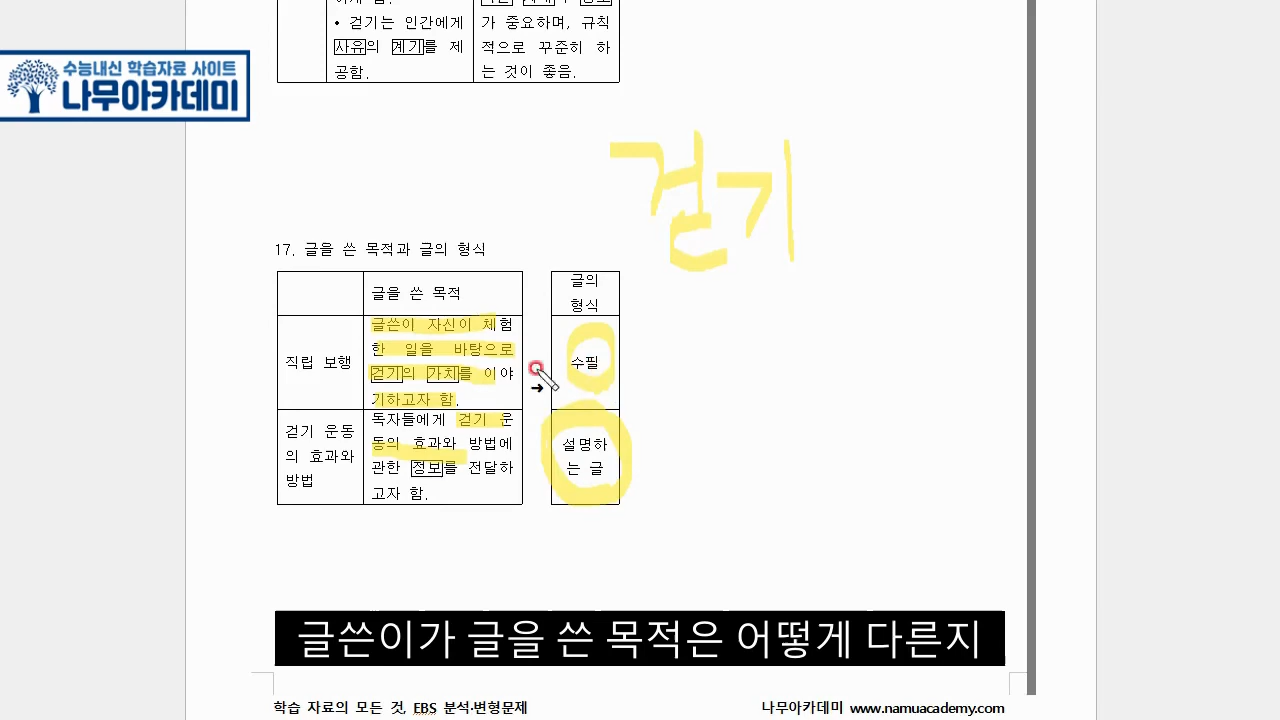 • 걷기는 인간에게
사유의 계기를 제
공함.
가 중요하며, 규칙
적으로 꾸준히 하
는 것이 좋음.
수능내신 학습자료 사이트
나무아카데미
걷기
17. 글을 쓴 목적과 글의 형식
글을 쓴 목적
글의
형식
직립 보행
글쓴이 자신이 체험
한 일을 바탕으로
걷기의 가치를 이야
기하고자 함.
→
수필
걷기 운동
의 효과와
방법
독자들에게 걷기 운
동의 효과와 방법에
관한 정보를 전달하
고자 함.
설명하
는 글
글쓴이가 글을 쓴 목적은 어떻게 다른지
학습 자료의 모든 것, EBS 분석·변형문제
나무아카데미 www.namuacademy.com